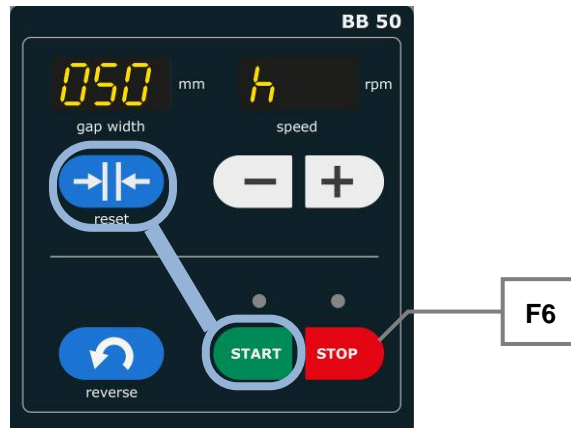 BB 50
050 mm
h rpm
gap width
speed
reset
START
STOP
reverse
F6